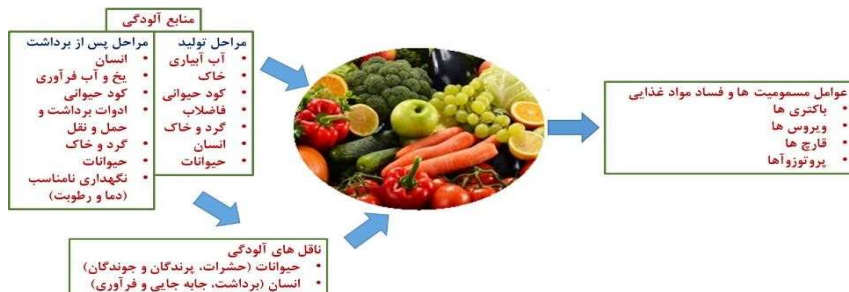 منابع آلودگی
مراحل تولید
آب آبیاری
خاک
کود حیوانی
فاضلاب
گرد و خاک
انسان
حیوانات
مراحل پس از برداشت
انسان
یخ و آب فرآوری
کود حیوانی
ادوات برداشت و
حمل و نقل
گرد و خاک
حیوانات
نگهداری نامناسب
(دما و رطوبت)
ناقل های آلودگی
حیوانات (حشرات، پرندگان و جوندگان)
انسان (برداشت، جابه جایی و فرآوری)
عوامل مسمومیت ها و فساد مواد غذایی
باکتری ها
ویروس ها
قارچ ها
پروتوزوآها